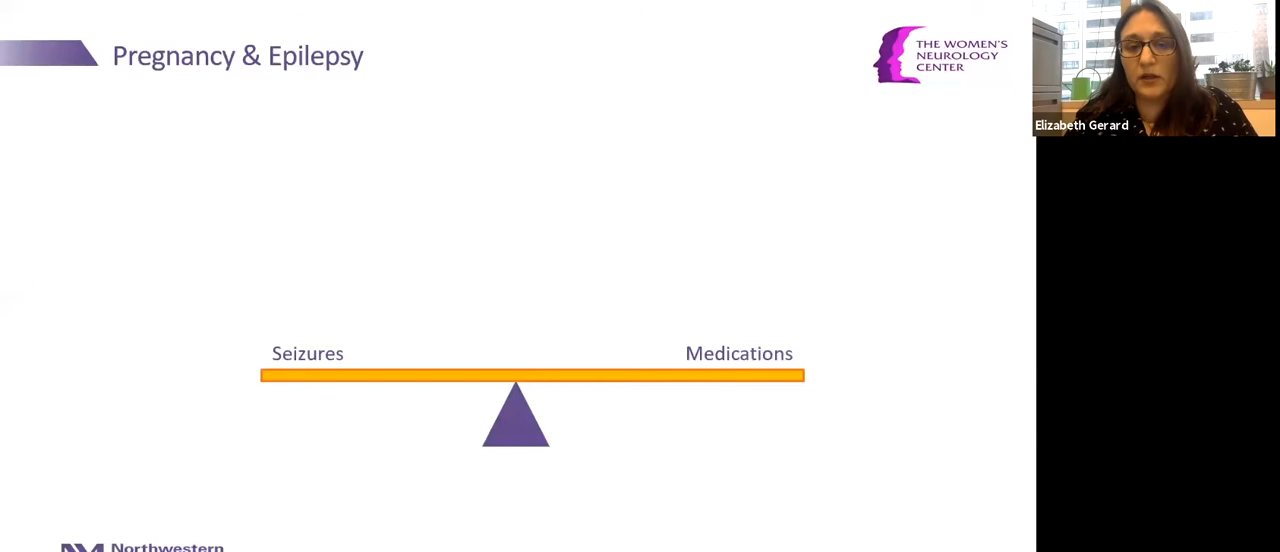 Pregnancy & Epilepsy
THE WOMEN'S
NEUROLOGY
CENTER
Elizabeth Gerard
Seizures
Medications
Northwestern